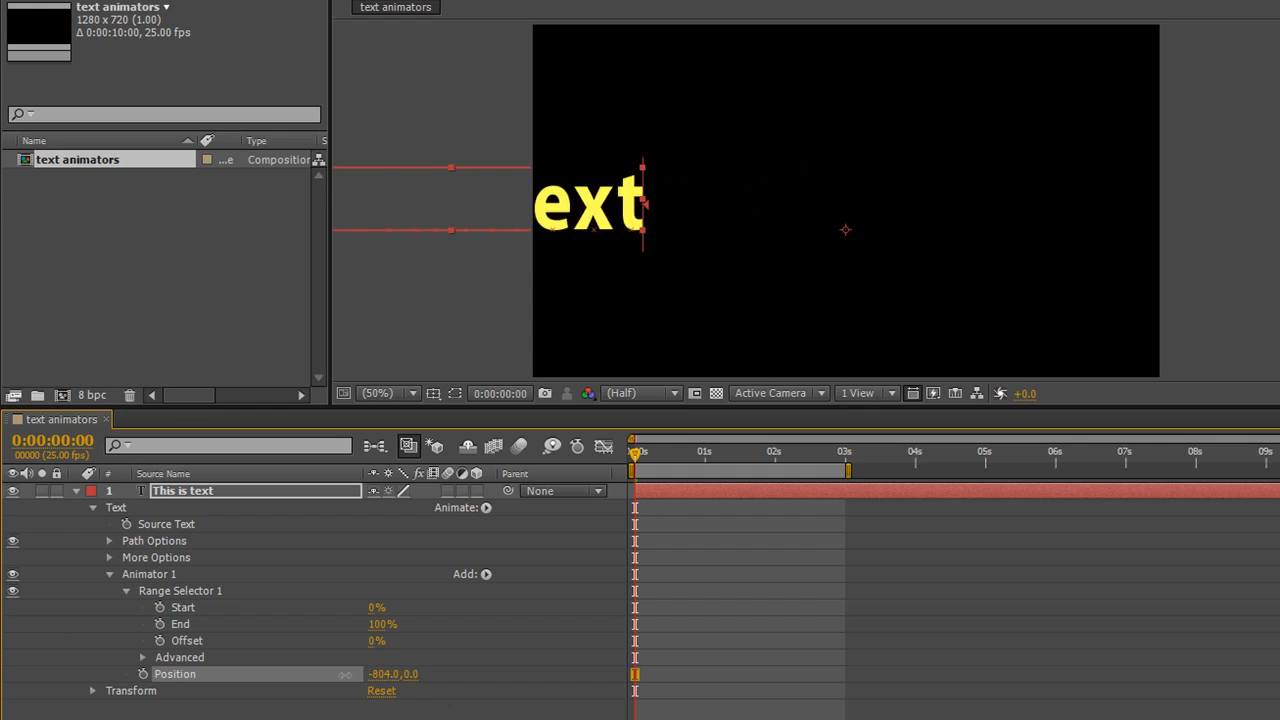 text animators
1280 x 720 (1.00)
Δ 0:00:10:00, 25.00 fps
text animators
Name Type S
text animators ...e Composition
ext
8 bpc
(50%) 0:00:00:00 (Half) Active Camera 1 View +0.0
text animators ×
0:00:00:00
00000 (25.00 fps)
00s 01s 02s 03s 04s 05s 06s 07s 08s 09s
# Source Name Parent
1 T This is text None
Text Animate:
Source Text
Path Options
More Options
Animator 1 Add:
Range Selector 1
Start 0%
End 100%
Offset 0%
Advanced
Position -804.0,0.0
Transform Reset